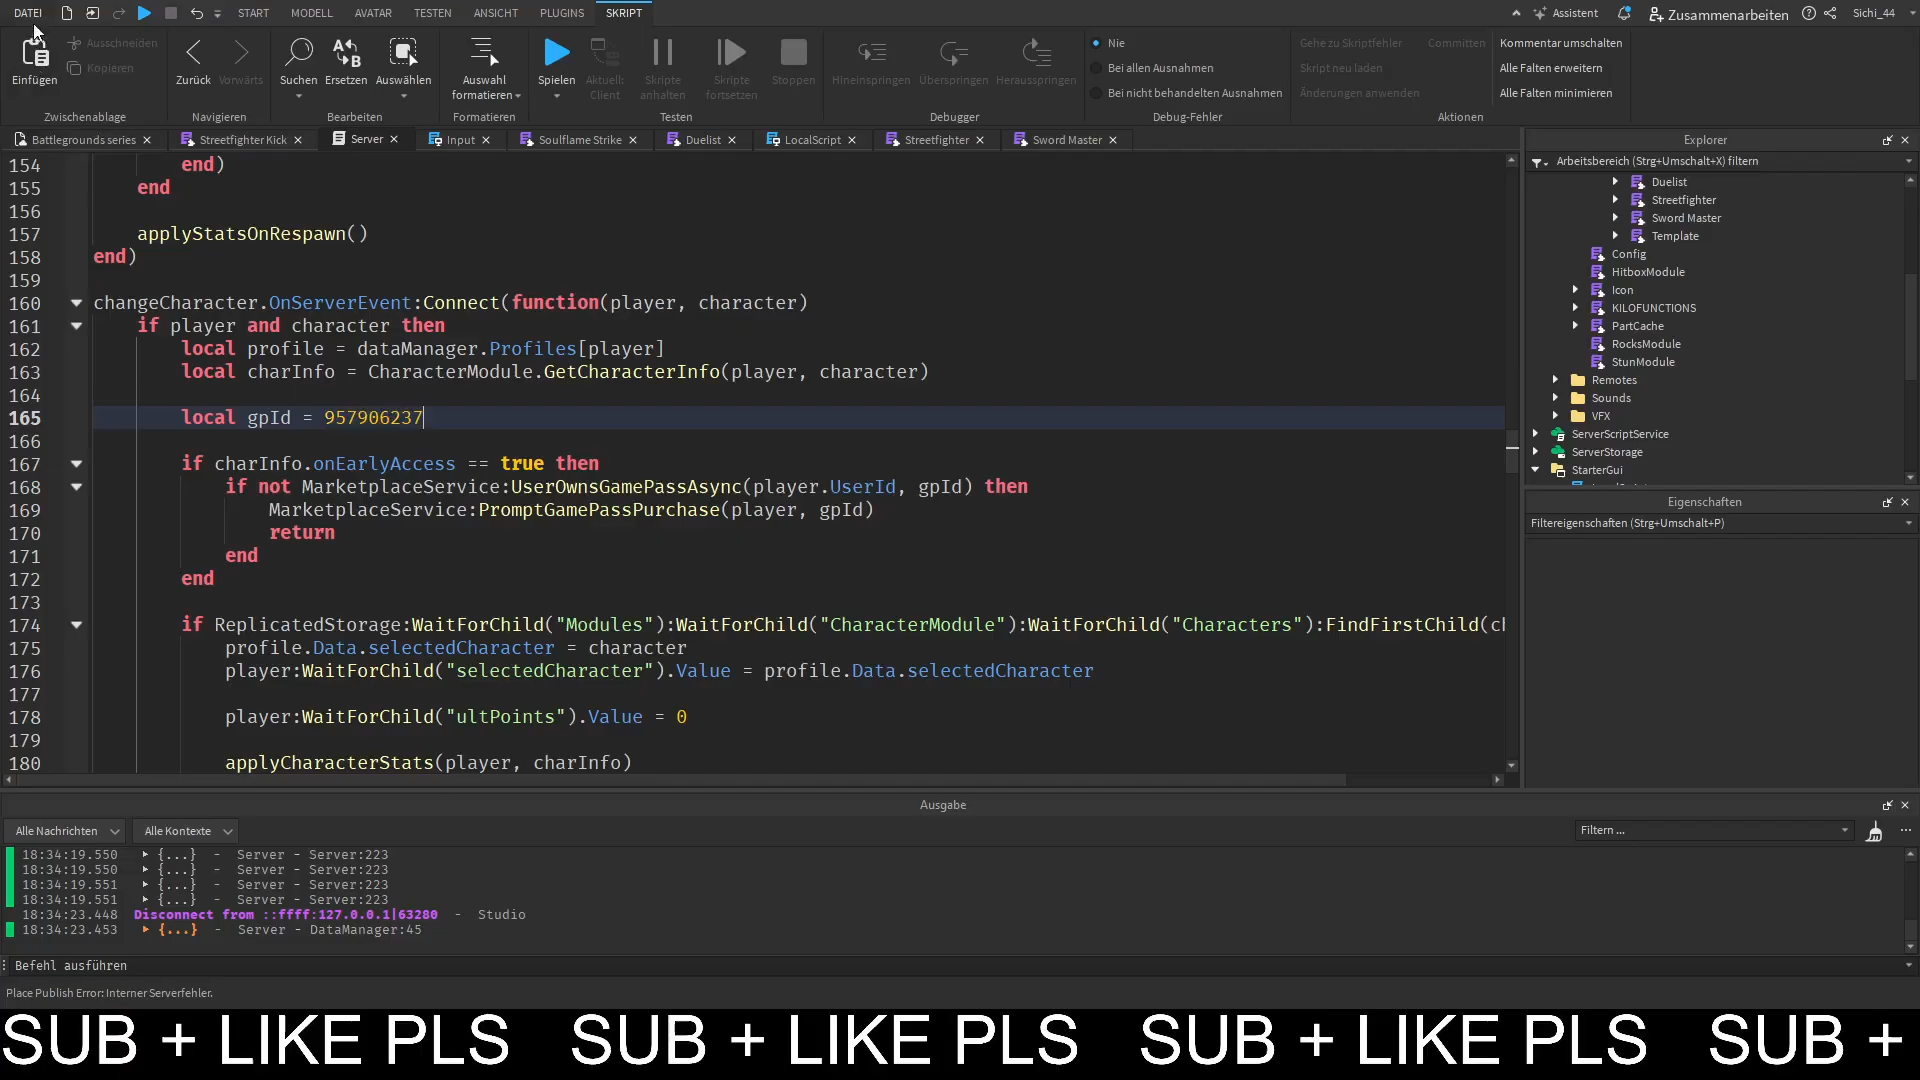 DATEI START MODELL AVATAR TESTEN ANSICHT PLUGINS SKRIPT Assistent Zusammenarbeiten Sichi_44
Einfügen Ausschneiden Kopieren Zwischenablage
Zurück Vorwärts Navigieren
Suchen Ersetzen Auswählen Bearbeiten
Auswahl formatieren Formatieren
Spielen Aktuell: Client Skripte anhalten Skripte fortsetzen Stoppen Testen
Hineinspringen Überspringen Herausspringen Debugger
Nie
Bei allen Ausnahmen
Bei nicht behandelten Ausnahmen
Debug-Fehler
Gehe zu Skriptfehler Committen Kommentar umschalten
Skript neu laden Alle Falten erweitern
Änderungen anwenden Alle Falten minimieren
Aktionen
Battlegrounds series Streetfighter Kick Server Input Soulflame Strike Duelist LocalScript Streetfighter Sword Master
154 end)
155 end
156
157 applyStatsOnRespawn()
158 end)
159
160 changeCharacter.OnServerEvent:Connect(function(player, character)
161 if player and character then
162 local profile = dataManager.Profiles[player]
163 local charInfo = CharacterModule.GetCharacterInfo(player, character)
164
165 local gpId = 957906237
166
167 if charInfo.onEarlyAccess == true then
168 if not MarketplaceService:UserOwnsGamePassAsync(player.UserId, gpId) then
169 MarketplaceService:PromptGamePassPurchase(player, gpId)
170 return
171 end
172 end
173
174 if ReplicatedStorage:WaitForChild("Modules"):WaitForChild("CharacterModule"):WaitForChild("Characters"):FindFirstChild(cl
175 profile.Data.selectedCharacter = character
176 player:WaitForChild("selectedCharacter").Value = profile.Data.selectedCharacter
177
178 player:WaitForChild("ultPoints").Value = 0
179
180 applyCharacterStats(player, charInfo)
Explorer
Arbeitsbereich (Strg+Umschalt+X) filtern
Duelist
Streetfighter
Sword Master
Template
Config
HitboxModule
Icon
KILOFUNCTIONS
PartCache
RocksModule
StunModule
Remotes
Sounds
VFX
ServerScriptService
ServerStorage
StarterGui
Eigenschaften
Filtereigenschaften (Strg+Umschalt+P)
Ausgabe
Alle Nachrichten Alle Kontexte Filtern ...
18:34:19.550 {...} - Server - Server:223
18:34:19.550 {...} - Server - Server:223
18:34:19.551 {...} - Server - Server:223
18:34:19.551 {...} - Server - Server:223
18:34:23.448 Disconnect from ::ffff:127.0.0.1|63280 - Studio
18:34:23.453 {...} - Server - DataManager:45
Befehl ausführen
Place Publish Error: Interner Serverfehler.
SUB + LIKE PLS SUB + LIKE PLS SUB + LIKE PLS SUB +